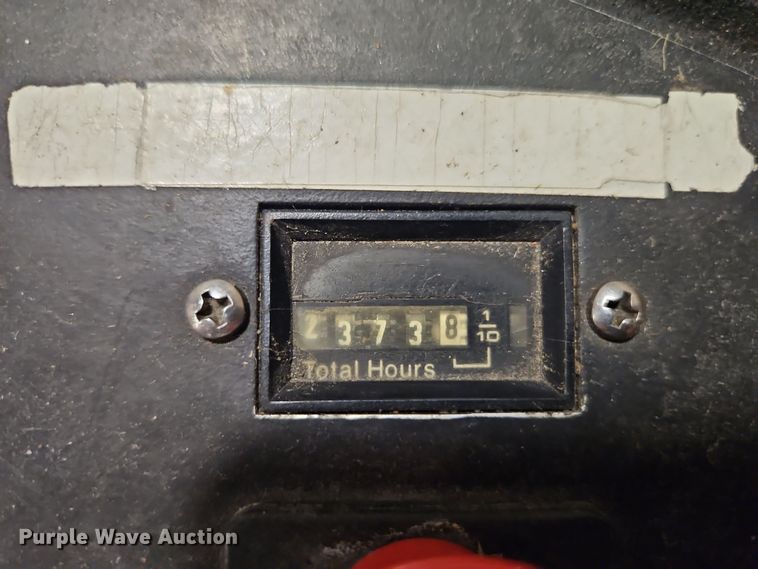 23738 1/10
Total Hours
Purple Wave Auction